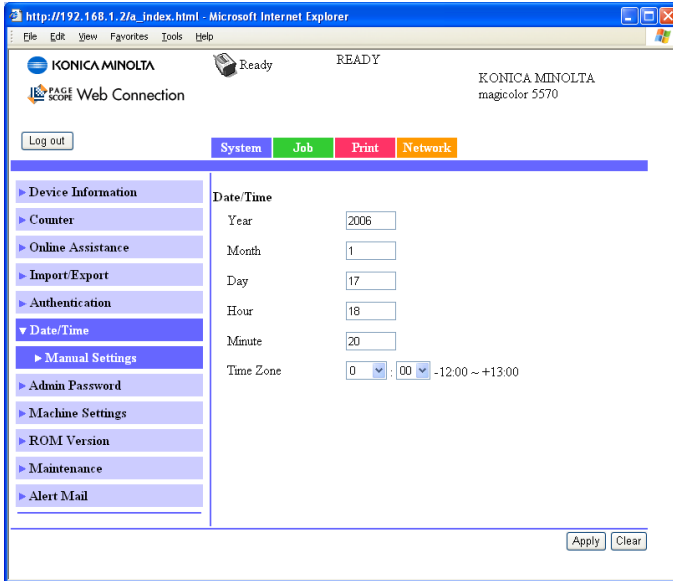 http://192.168.1.2/a_index.html - Microsoft Internet Explorer
File Edit View Favorites Tools Help
KONICA MINOLTA
Ready
READY
KONICA MINOLTA
magicolor 5570
PAGE SCOPE Web Connection
Log out
System Job Print Network
Device Information
Counter
Online Assistance
Import/Export
Authentication
Date/Time
Manual Settings
Admin Password
Machine Settings
ROM Version
Maintenance
Alert Mail
Date/Time
Year 2006
Month 1
Day 17
Hour 18
Minute 20
Time Zone 0 : 00 -12:00 ~ +13:00
Apply Clear